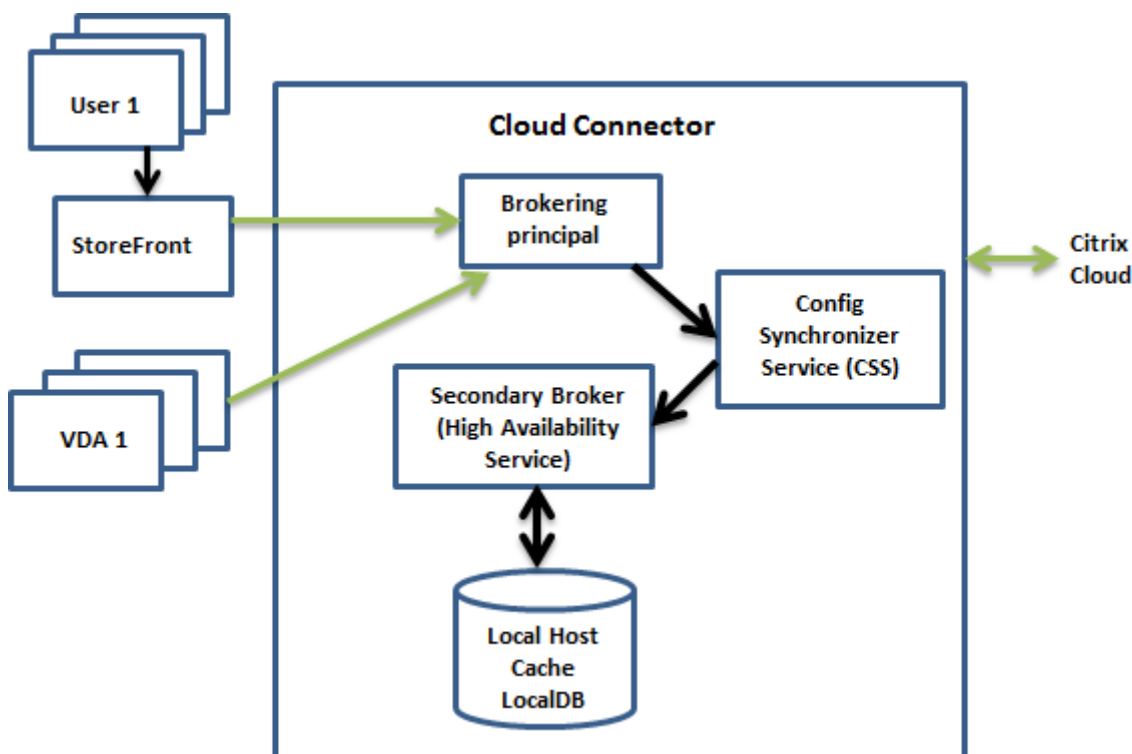 User 1
Cloud Connector
StoreFront
Brokering
principal
Citrix
Cloud
Config
Synchronizer
Service (CSS)
Secondary Broker
(High Availability
Service)
VDA 1
Local Host
Cache
LocalDB